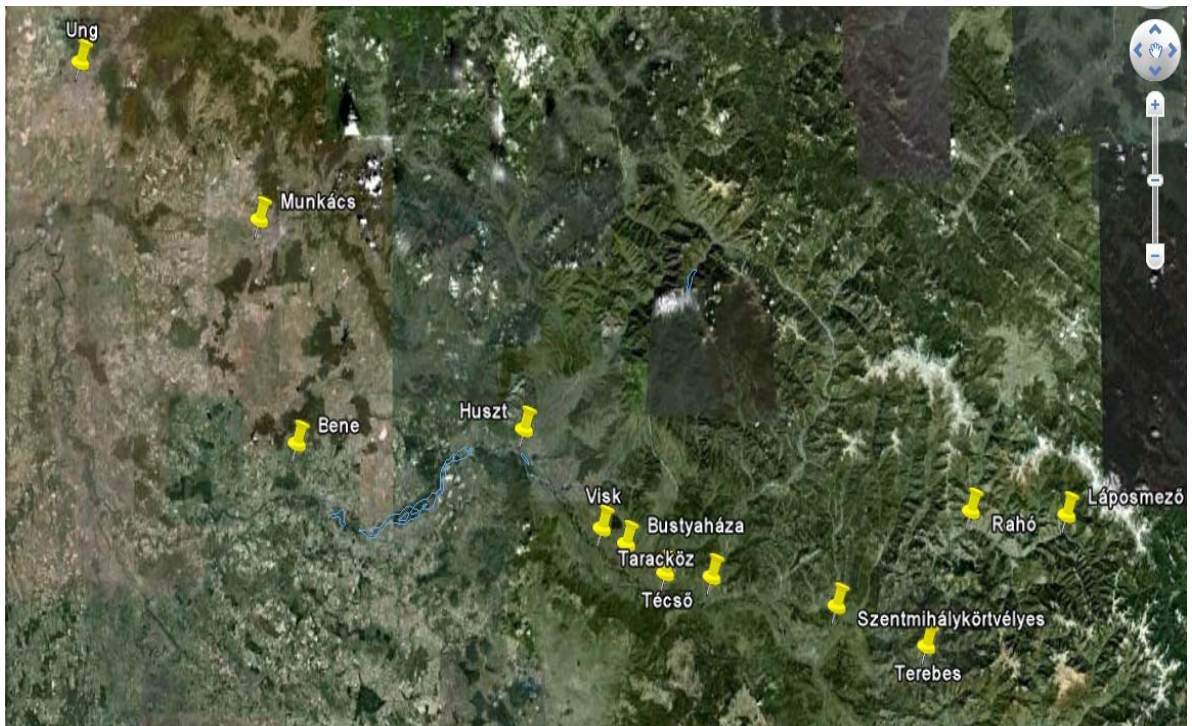 Ung
Munkács
Bene
Huszt
Visk
Bustyaháza
Taracköz
Técső
Szentmihálykörtvélyes
Terebes
Rahó
Láposmező